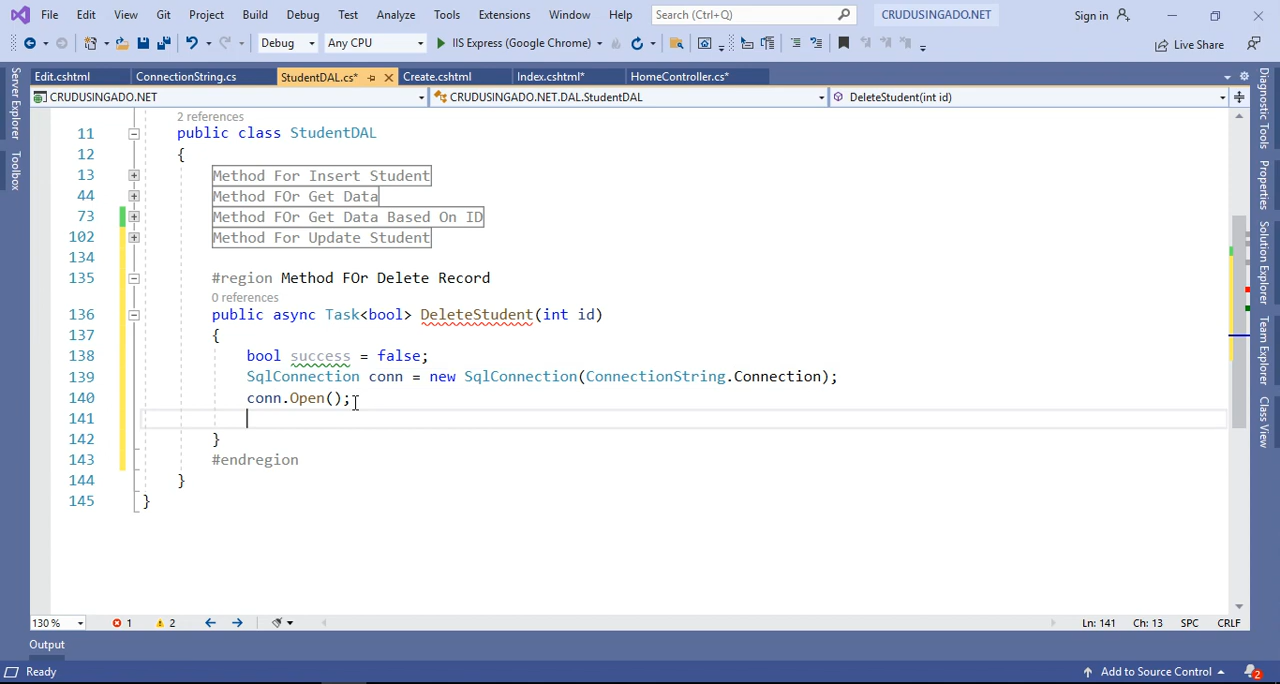 File Edit View Git Project Build Debug Test Analyze Tools Extensions Window Help Search (Ctrl+Q) CRUDUSINGADO.NET Sign in
Debug Any CPU IIS Express (Google Chrome) Live Share
Edit.cshtml ConnectionString.cs StudentDAL.cs* Create.cshtml Index.cshtml* HomeController.cs*
CRUDUSINGADO.NET CRUDUSINGADO.NET.DAL.StudentDAL DeleteStudent(int id)
Server Explorer
Toolbox
2 references
11 public class StudentDAL
12 {
13 Method For Insert Student
44 Method FOr Get Data
73 Method FOr Get Data Based On ID
102 Method For Update Student
134
135 #region Method FOr Delete Record
0 references
136 public async Task<bool> DeleteStudent(int id)
137 {
138 bool success = false;
139 SqlConnection conn = new SqlConnection(ConnectionString.Connection);
140 conn.Open();
141
142 }
143 #endregion
144 }
145 }
Diagnostic Tools
Properties
Solution Explorer
Team Explorer
Class View
130 % 1 2 Ln: 141 Ch: 13 SPC CRLF
Output
Ready Add to Source Control 2